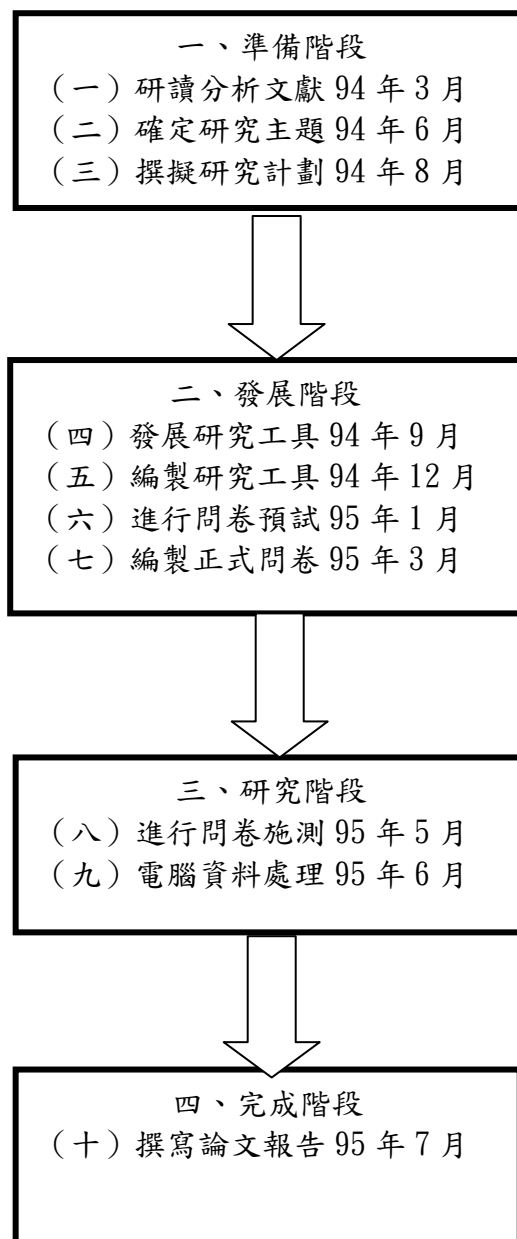 一、準備階段
（一）研讀分析文獻 94 年 3 月
（二）確定研究主題 94 年 6 月
（三）撰擬研究計劃 94 年 8 月
二、發展階段
（四）發展研究工具 94 年 9 月
（五）編製研究工具 94 年 12 月
（六）進行問卷預試 95 年 1 月
（七）編製正式問卷 95 年 3 月
三、研究階段
（八）進行問卷施測 95 年 5 月
（九）電腦資料處理 95 年 6 月
四、完成階段
（十）撰寫論文報告 95 年 7 月